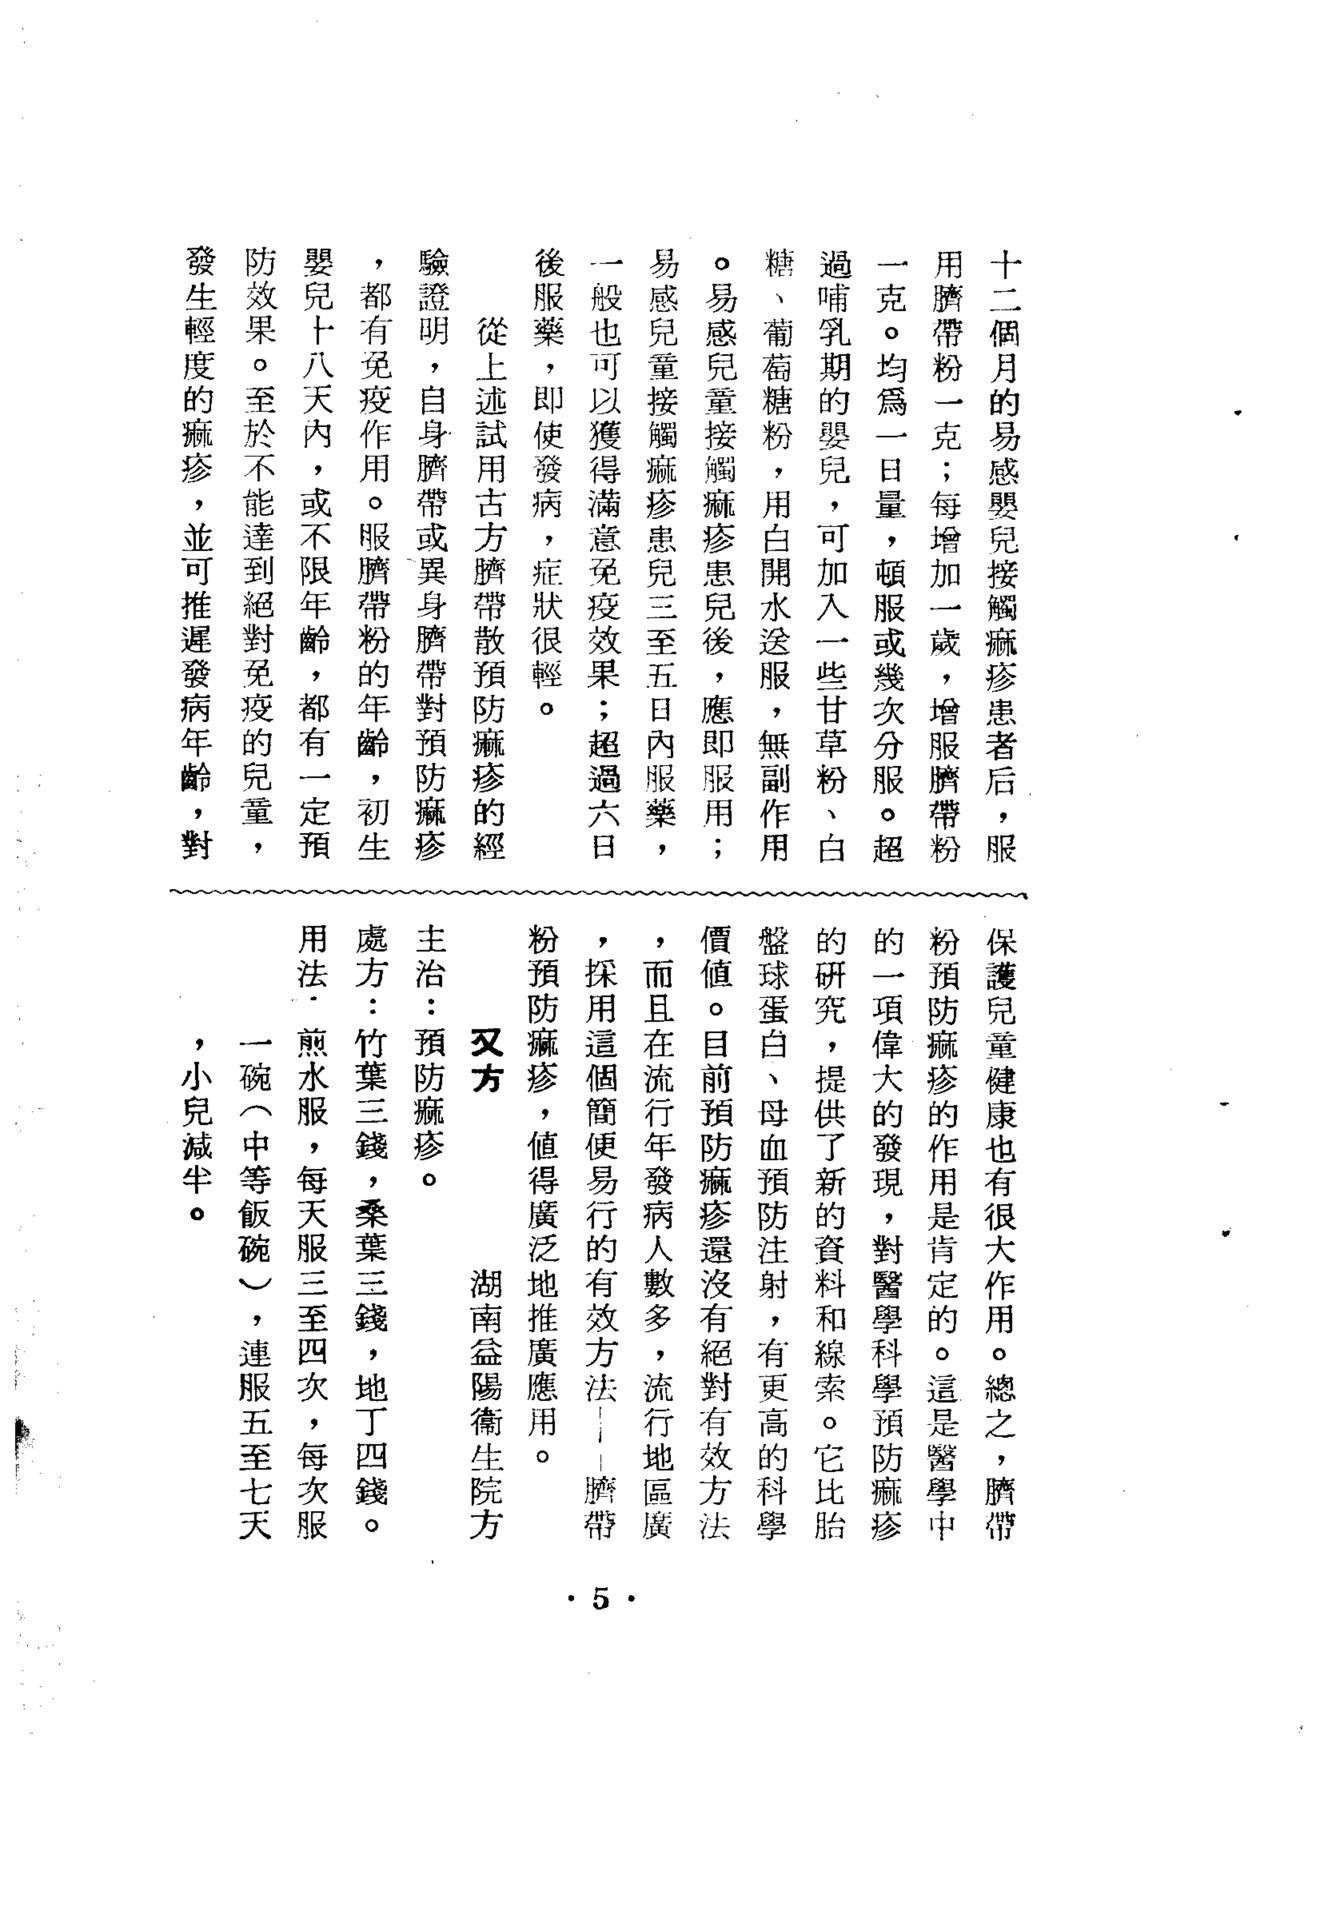 十二個月的易感嬰兒接觸痲疹患者后，服
用臍帶粉一克；每增加一歲，增服臍帶粉
一克。均爲一日量，頓服或幾次分服。超
過哺乳期的嬰兒，可加入一些甘草粉、白
糖、葡萄糖粉，用白開水送服，無副作用
。易感兒童接觸痲疹患兒後，應即服用；
易感兒童接觸痲疹患兒三至五日內服藥，
一般也可以獲得滿意免疫效果；超過六日
後服藥，即使發病，症狀很輕。
從上述試用古方臍帶散預防痲疹的經
驗證明，自身臍帶或異身臍帶對預防痲疹
，都有免疫作用。服臍帶粉的年齡，初生
嬰兒十八天內，或不限年齡，都有一定預
防效果。至於不能達到絕對免疫的兒童，
發生輕度的痲疹，並可推遲發病年齡，對
保護兒童健康也有很大作用。總之，臍帶
粉預防痲疹的作用是肯定的。這是醫學中
的一項偉大的發現，對醫學科學預防痲疹
的研究，提供了新的資料和線索。它比胎
盤球蛋白、母血預防注射，有更高的科學
價值。目前預防痲疹還沒有絕對有效方法
，而且在流行年發病人數多，流行地區廣
，採用這個簡便易行的有效方法——臍帶
粉預防痲疹，値得廣泛地推廣應用。
又方　湖南益陽衞生院方
主治：預防痲疹。
處方：竹葉三錢，桑葉三錢，地丁四錢。
用法：煎水服，每天服三至四次，每次服
一碗（中等飯碗），連服五至七天
，小兒減半。
·5·